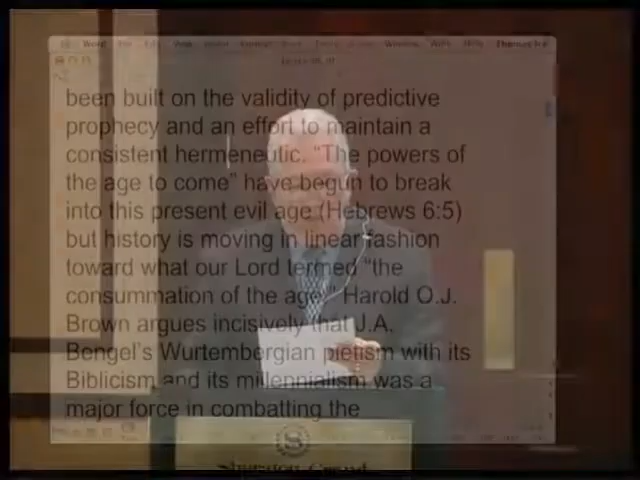 Word
been built on the validity of predictive
prophecy and an effort to maintain a
consistent hermeneutic. “The powers of
the age to come” have begun to break
into this present evil age (Hebrews 6:5)
but history is moving in linear fashion
toward what our Lord termed “the
consummation of the age.” Harold O.J.
Brown argues incisively that J.A.
Bengel’s Wurtembergian pietism with its
Biblicism and its millennialism was a
major force in combatting the